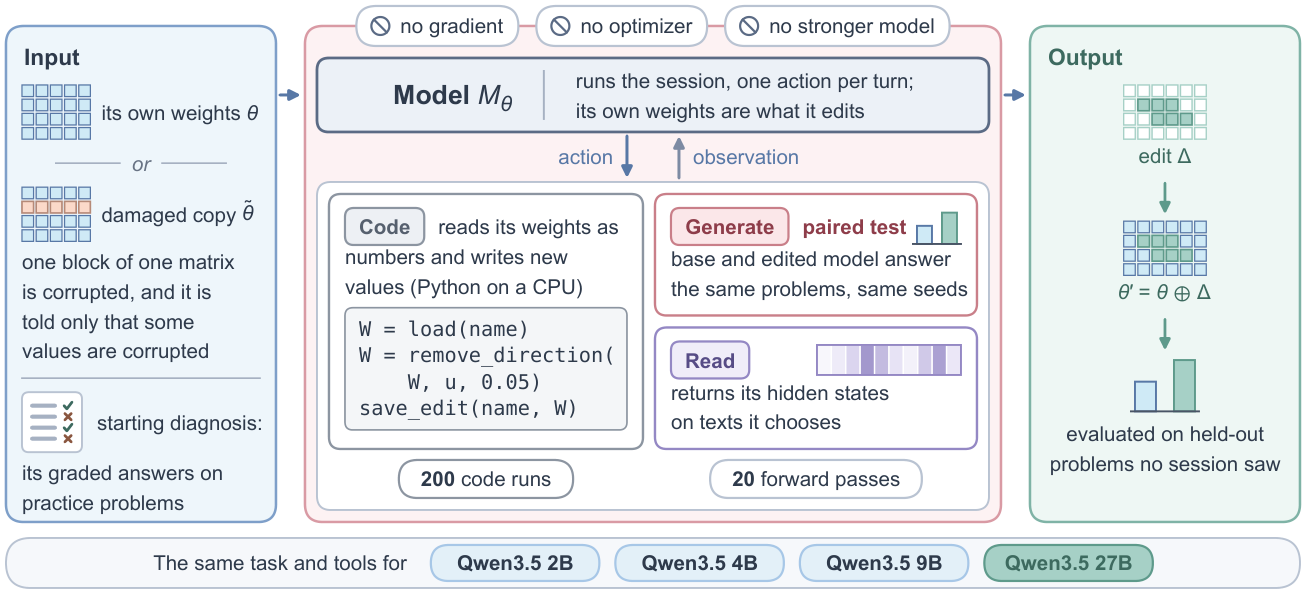 no gradient
no optimizer
no stronger model
Input
its own weights θ
or
damaged copy θ̃
one block of one matrix
is corrupted, and it is
told only that some
values are corrupted
starting diagnosis:
its graded answers on
practice problems
Model Mθ
runs the session, one action per turn;
its own weights are what it edits
action
observation
Code reads its weights as
numbers and writes new
values (Python on a CPU)
W = load(name)
W = remove_direction(
W, u, 0.05)
save_edit(name, W)
200 code runs
Generate paired test
base and edited model answer
the same problems, same seeds
Read
returns its hidden states
on texts it chooses
20 forward passes
Output
edit Δ
θ′ = θ ⊕ Δ
evaluated on held-out
problems no session saw
The same task and tools for
Qwen3.5 2B
Qwen3.5 4B
Qwen3.5 9B
Qwen3.5 27B